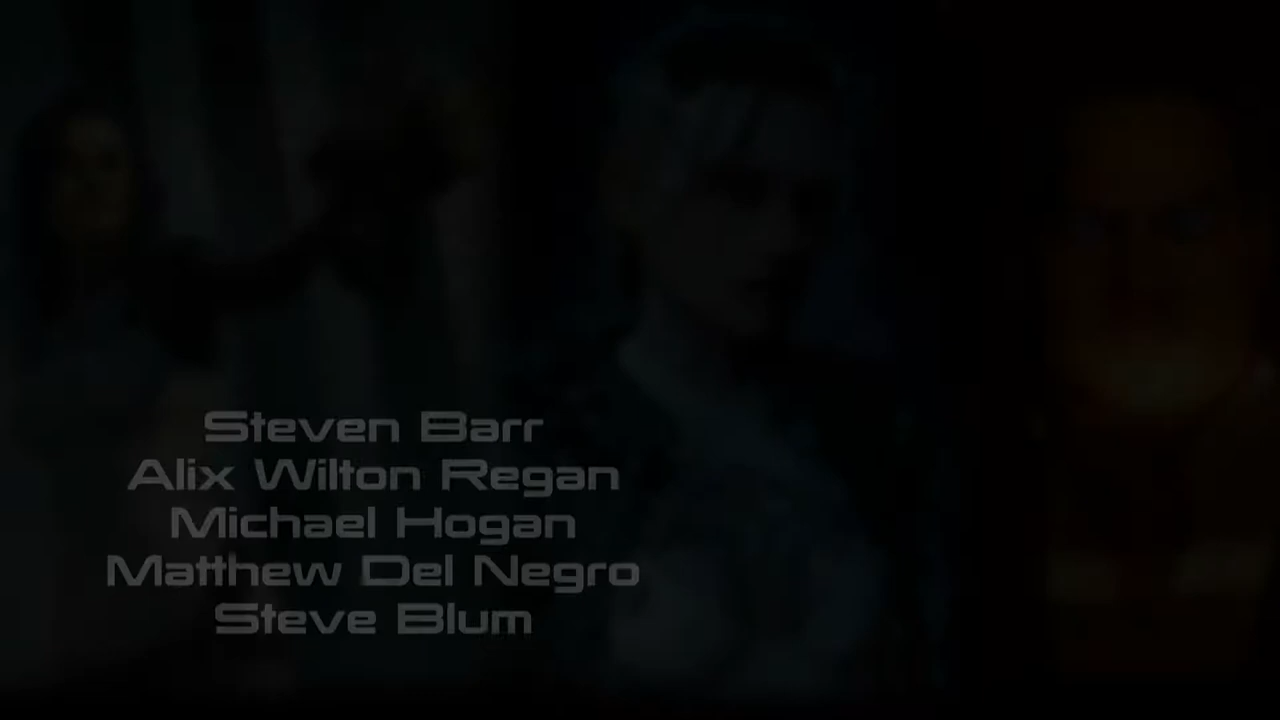 Steven Barr
Alix Wilton Regan
Michael Hogan
Matthew Del Negro
Steve Blum